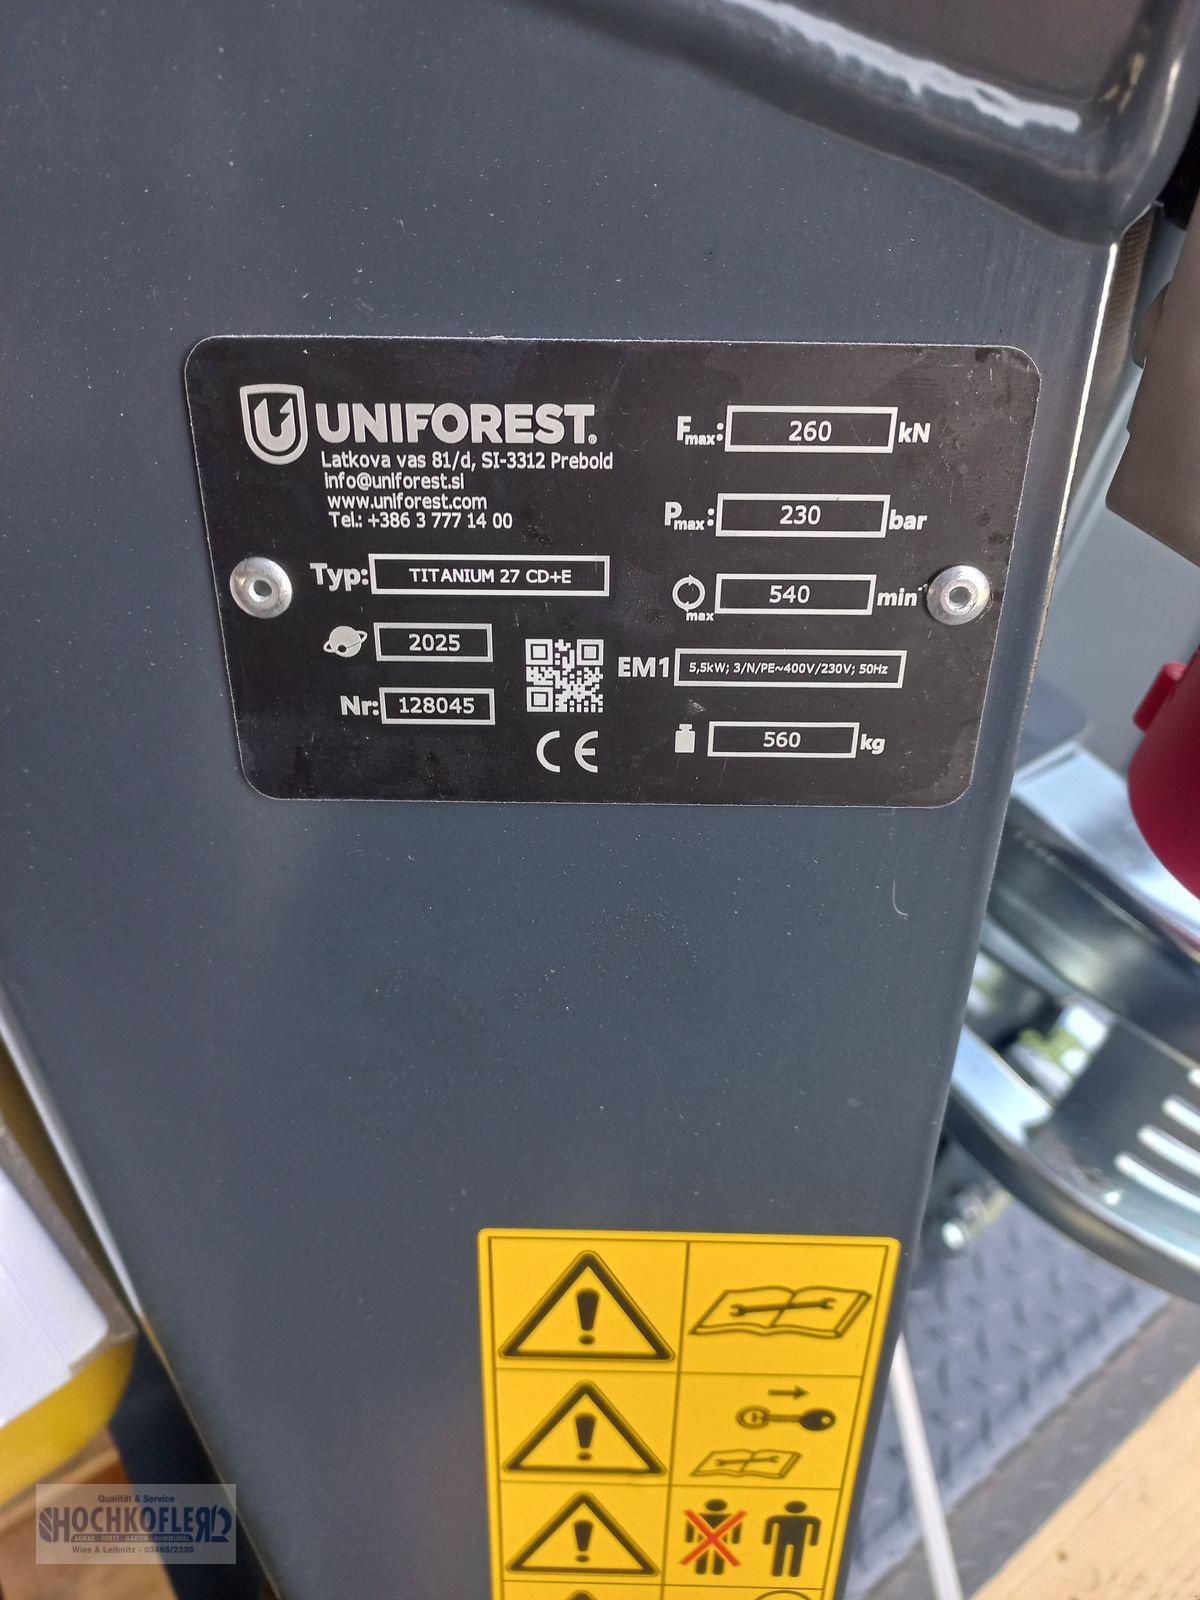 UNIFOREST®
Latkova vas 81/d, SI-3312 Prebold
info@uniforest.si
www.uniforest.com
Tel.: +386 3 777 14 00
Typ: TITANIUM 27 CD+E
2025
Nr: 128045
CE
Fmax: 260 kN
Pmax: 230 bar
max 540 min⁻¹
EM1 5,5kW; 3/N/PE~400V/230V; 50Hz
560 kg
Qualität & Service
HOCHKOFLER
AGRAR - FORST - GARTEN - KOMMUNAL
Wies & Leibnitz - 03465/2339